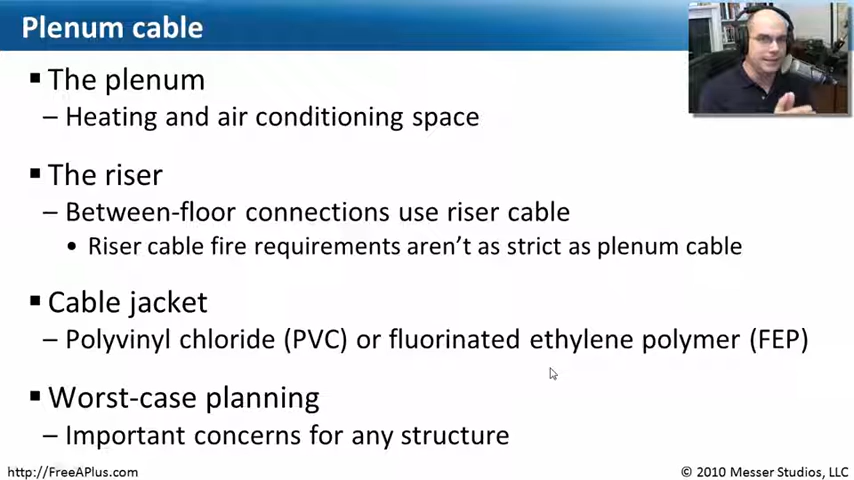 Plenum cable
▪ The plenum
– Heating and air conditioning space
▪ The riser
– Between-floor connections use riser cable
• Riser cable fire requirements aren't as strict as plenum cable
▪ Cable jacket
– Polyvinyl chloride (PVC) or fluorinated ethylene polymer (FEP)
▪ Worst-case planning
– Important concerns for any structure
http://FreeAPlus.com
© 2010 Messer Studios, LLC